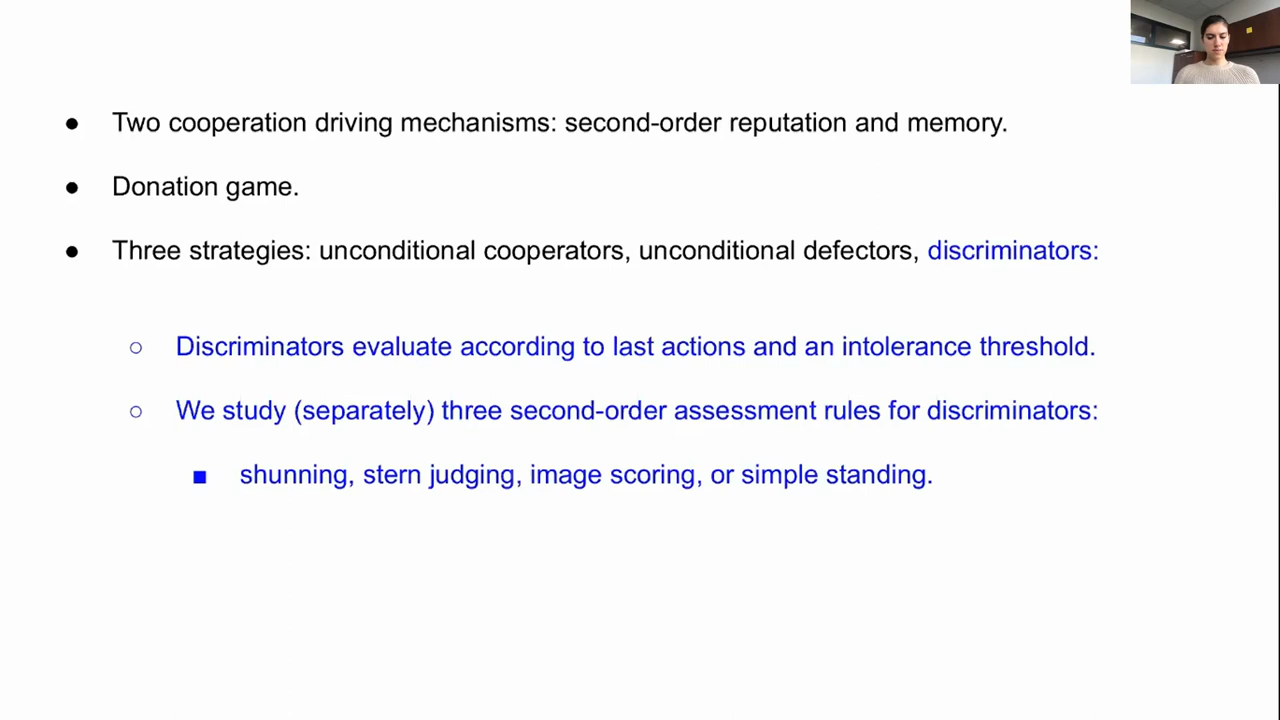 ● Two cooperation driving mechanisms: second-order reputation and memory.
● Donation game.
● Three strategies: unconditional cooperators, unconditional defectors, discriminators:
○ Discriminators evaluate according to last actions and an intolerance threshold.
○ We study (separately) three second-order assessment rules for discriminators:
■ shunning, stern judging, image scoring, or simple standing.